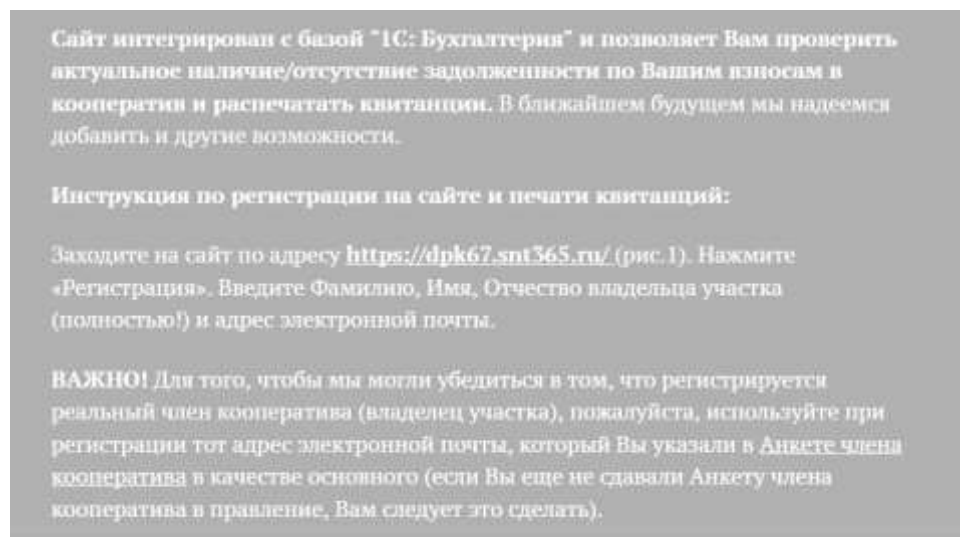 Сайт интегрирован с базой "1С: Бухгалтерия" и позволяет Вам проверить
актуальное наличие/отсутствие задолженности по Вашим взносам в
кооператив и распечатать квитанции. В ближайшем будущем мы надеемся
добавить и другие возможности.
Инструкция по регистрации на сайте и печати квитанций:
Заходите на сайт по адресу https://dpk67.snt365.ru/ (рис.1). Нажмите
«Регистрация». Введите Фамилию, Имя, Отчество владельца участка
(полностью!) и адрес электронной почты.
ВАЖНО! Для того, чтобы мы могли убедиться в том, что регистрируется
реальный член кооператива (владелец участка), пожалуйста, используйте при
регистрации тот адрес электронной почты, который Вы указали в Анкете члена
кооператива в качестве основного (если Вы еще не сдавали Анкету члена
кооператива в правление, Вам следует это сделать).